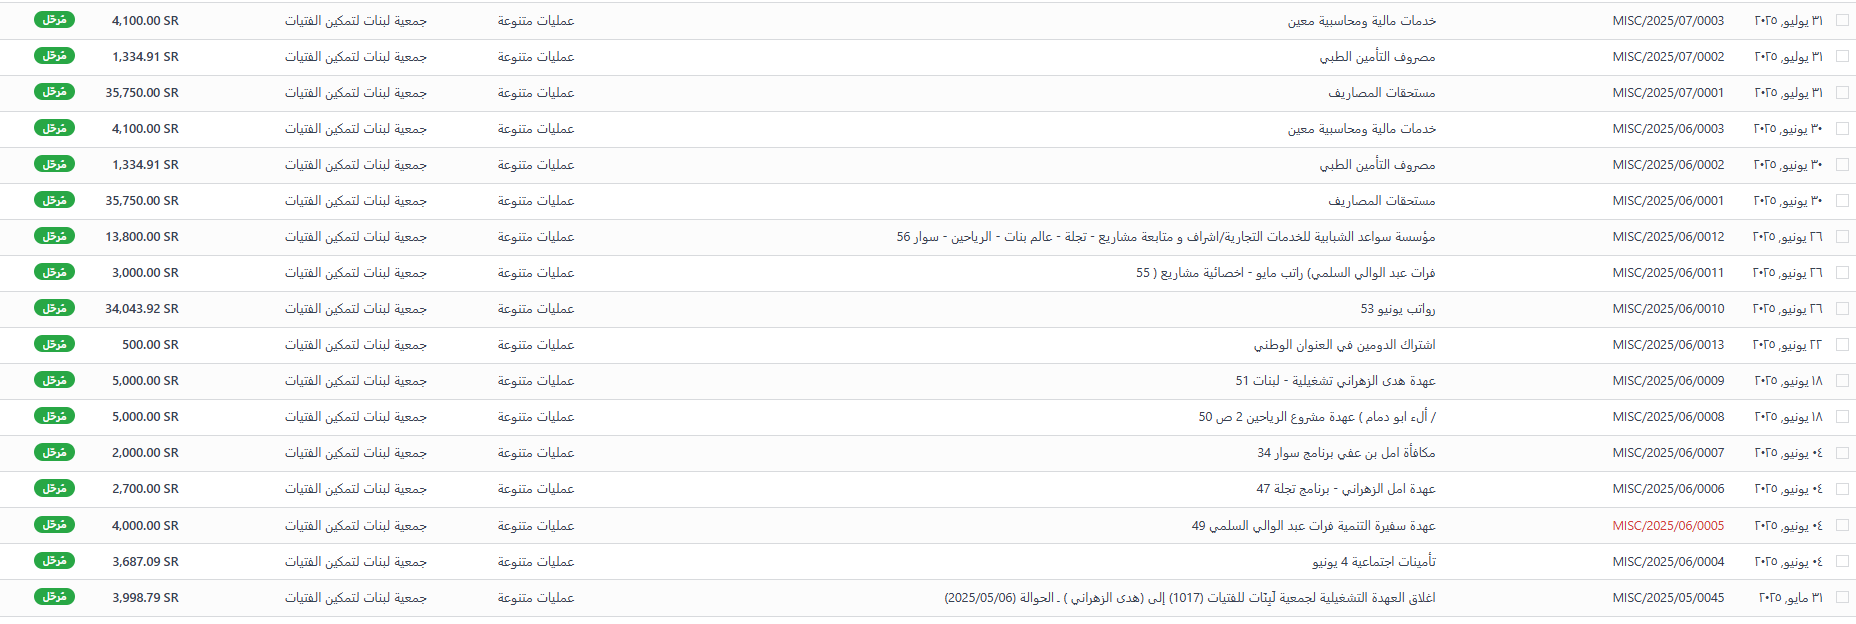 ٣١ يوليو, ٢٠٢٥ MISC/2025/07/0003 خدمات مالية ومحاسبية معين عمليات متنوعة جمعية لبنات لتمكين الفتيات 4,100.00 SR مُرحّل
٣١ يوليو, ٢٠٢٥ MISC/2025/07/0002 مصروف التأمين الطبي عمليات متنوعة جمعية لبنات لتمكين الفتيات 1,334.91 SR مُرحّل
٣١ يوليو, ٢٠٢٥ MISC/2025/07/0001 مستحقات المصاريف عمليات متنوعة جمعية لبنات لتمكين الفتيات 35,750.00 SR مُرحّل
٣٠ يونيو, ٢٠٢٥ MISC/2025/06/0003 خدمات مالية ومحاسبية معين عمليات متنوعة جمعية لبنات لتمكين الفتيات 4,100.00 SR مُرحّل
٣٠ يونيو, ٢٠٢٥ MISC/2025/06/0002 مصروف التأمين الطبي عمليات متنوعة جمعية لبنات لتمكين الفتيات 1,334.91 SR مُرحّل
٣٠ يونيو, ٢٠٢٥ MISC/2025/06/0001 مستحقات المصاريف عمليات متنوعة جمعية لبنات لتمكين الفتيات 35,750.00 SR مُرحّل
٢٦ يونيو, ٢٠٢٥ MISC/2025/06/0012 مؤسسة سواعد الشبابية للخدمات التجارية/اشراف و متابعة مشاريع - تجلة - عالم بنات - الرياحين - سوار 56 عمليات متنوعة جمعية لبنات لتمكين الفتيات 13,800.00 SR مُرحّل
٢٦ يونيو, ٢٠٢٥ MISC/2025/06/0011 فرات عبد الوالي السلمي) راتب مايو - اخصائية مشاريع ( 55 عمليات متنوعة جمعية لبنات لتمكين الفتيات 3,000.00 SR مُرحّل
٢٦ يونيو, ٢٠٢٥ MISC/2025/06/0010 رواتب يونيو 53 عمليات متنوعة جمعية لبنات لتمكين الفتيات 34,043.92 SR مُرحّل
٢٢ يونيو, ٢٠٢٥ MISC/2025/06/0013 اشتراك الدومين في العنوان الوطني عمليات متنوعة جمعية لبنات لتمكين الفتيات 500.00 SR مُرحّل
١٨ يونيو, ٢٠٢٥ MISC/2025/06/0009 عهدة هدى الزهراني تشغيلية - لبنات 51 عمليات متنوعة جمعية لبنات لتمكين الفتيات 5,000.00 SR مُرحّل
١٨ يونيو, ٢٠٢٥ MISC/2025/06/0008 / ألاء ابو دمام ) عهدة مشروع الرياحين 2 ص 50 عمليات متنوعة جمعية لبنات لتمكين الفتيات 5,000.00 SR مُرحّل
٠٤ يونيو, ٢٠٢٥ MISC/2025/06/0007 مكافأة امل بن عفي برنامج سوار 34 عمليات متنوعة جمعية لبنات لتمكين الفتيات 2,000.00 SR مُرحّل
٠٤ يونيو, ٢٠٢٥ MISC/2025/06/0006 عهدة امل الزهراني - برنامج تجلة 47 عمليات متنوعة جمعية لبنات لتمكين الفتيات 2,700.00 SR مُرحّل
٠٤ يونيو, ٢٠٢٥ MISC/2025/06/0005 عهدة سفيرة التنمية فرات عبد الوالي السلمي 49 عمليات متنوعة جمعية لبنات لتمكين الفتيات 4,000.00 SR مُرحّل
٠٤ يونيو, ٢٠٢٥ MISC/2025/06/0004 تأمينات اجتماعية 4 يونيو عمليات متنوعة جمعية لبنات لتمكين الفتيات 3,687.09 SR مُرحّل
٣١ مايو, ٢٠٢٥ MISC/2025/05/0045 اغلاق العهدة التشغيلية لجمعية لَبِنَات للفتيات (1017) إلى (هدى الزهراني ) ـ الحوالة (2025/05/06) عمليات متنوعة جمعية لبنات لتمكين الفتيات 3,998.79 SR مُرحّل